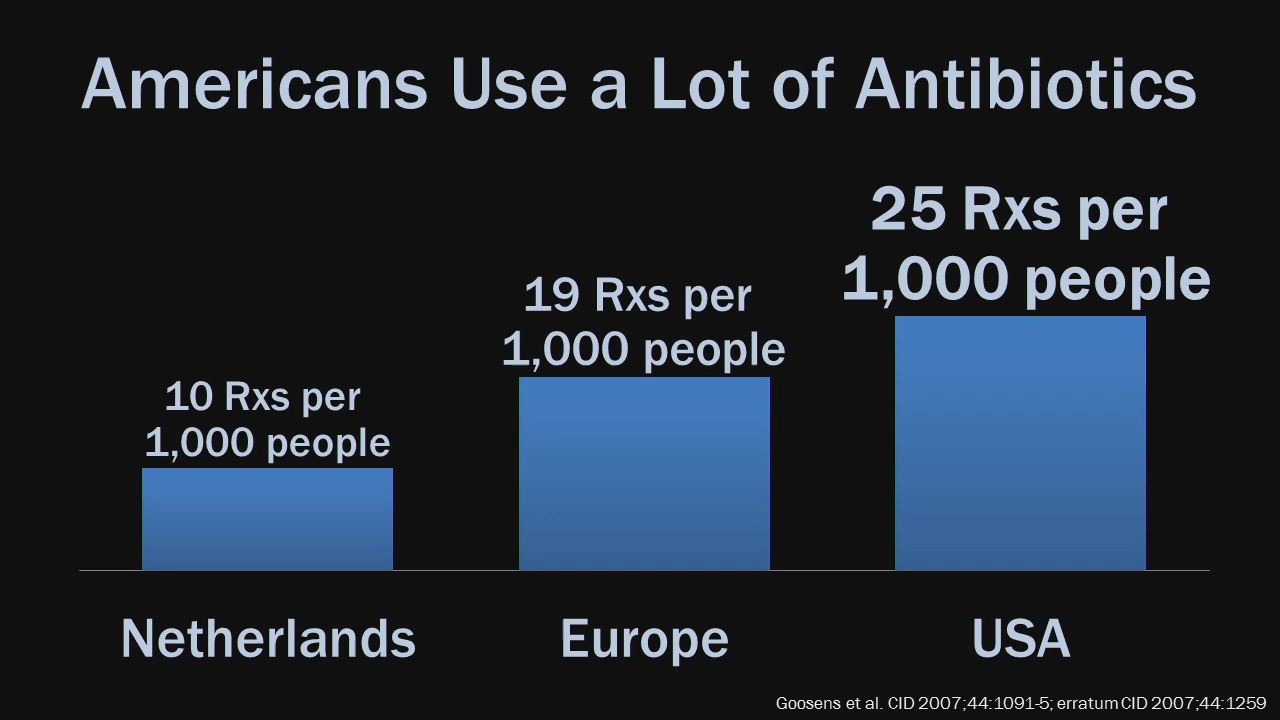 Americans Use a Lot of Antibiotics
25 Rxs per
1,000 people
19 Rxs per
1,000 people
10 Rxs per
1,000 people
Netherlands
Europe
USA
Goosens et al. CID 2007;44:1091-5; erratum CID 2007;44:1259